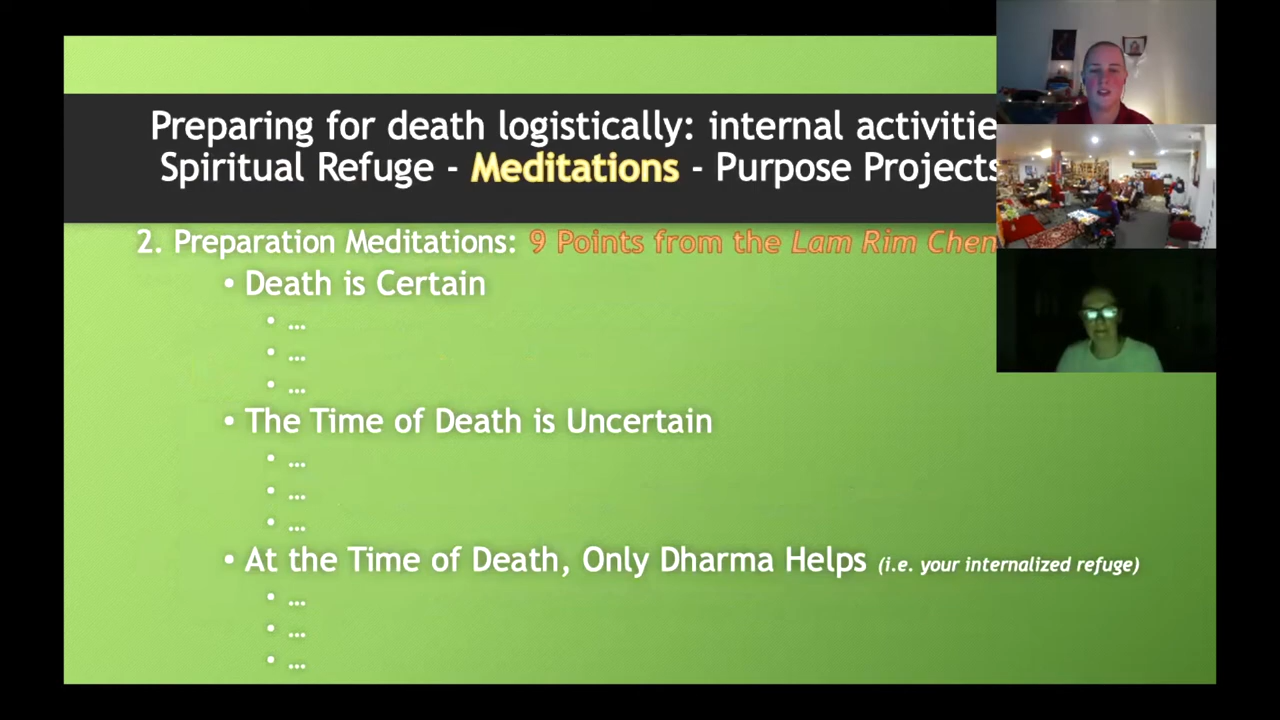 Preparing for death logistically: internal activitie
Spiritual Refuge - Meditations - Purpose Projects
2. Preparation Meditations: 9 Points from the Lam Rim Chen
• Death is Certain
• ...
• ...
• ...
• The Time of Death is Uncertain
• ...
• ...
• ...
• At the Time of Death, Only Dharma Helps (i.e. your internalized refuge)
• ...
• ...
• ...